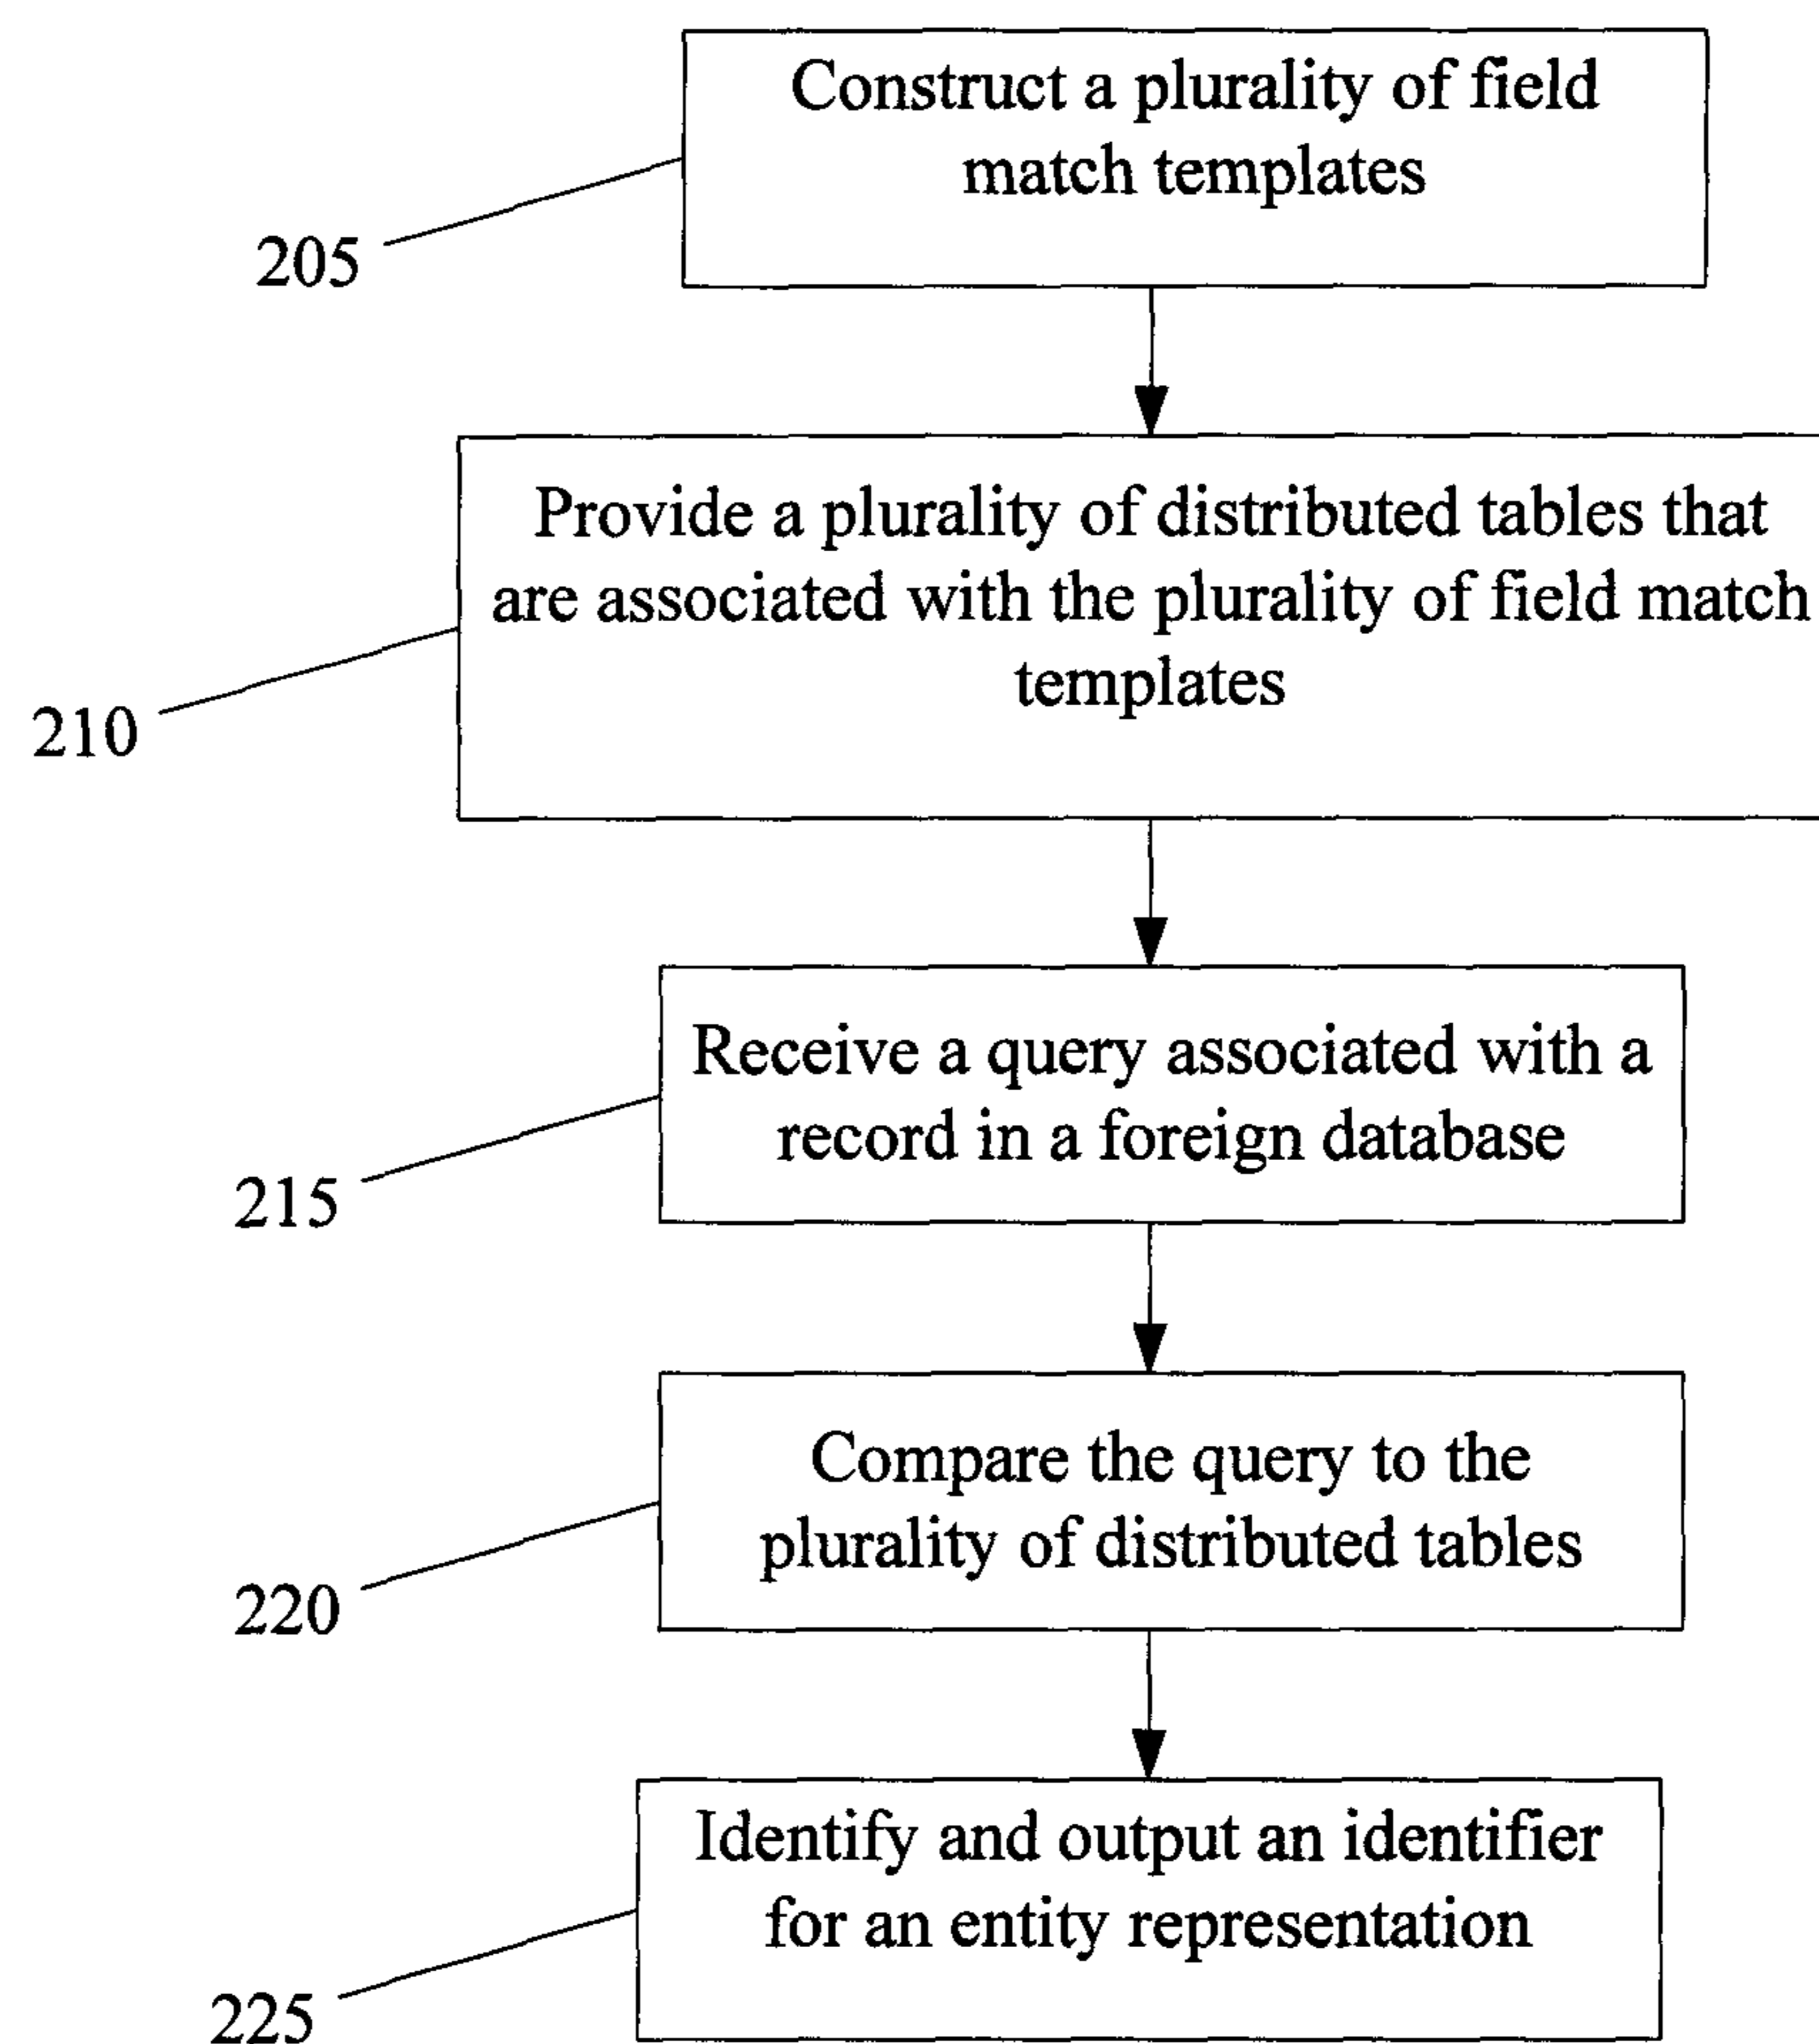 Construct a plurality of field
match templates
205
Provide a plurality of distributed tables that
are associated with the plurality of field match
templates
210
Receive a query associated with a
record in a foreign database
215
Compare the query to the
plurality of distributed tables
220
Identify and output an identifier
for an entity representation
225